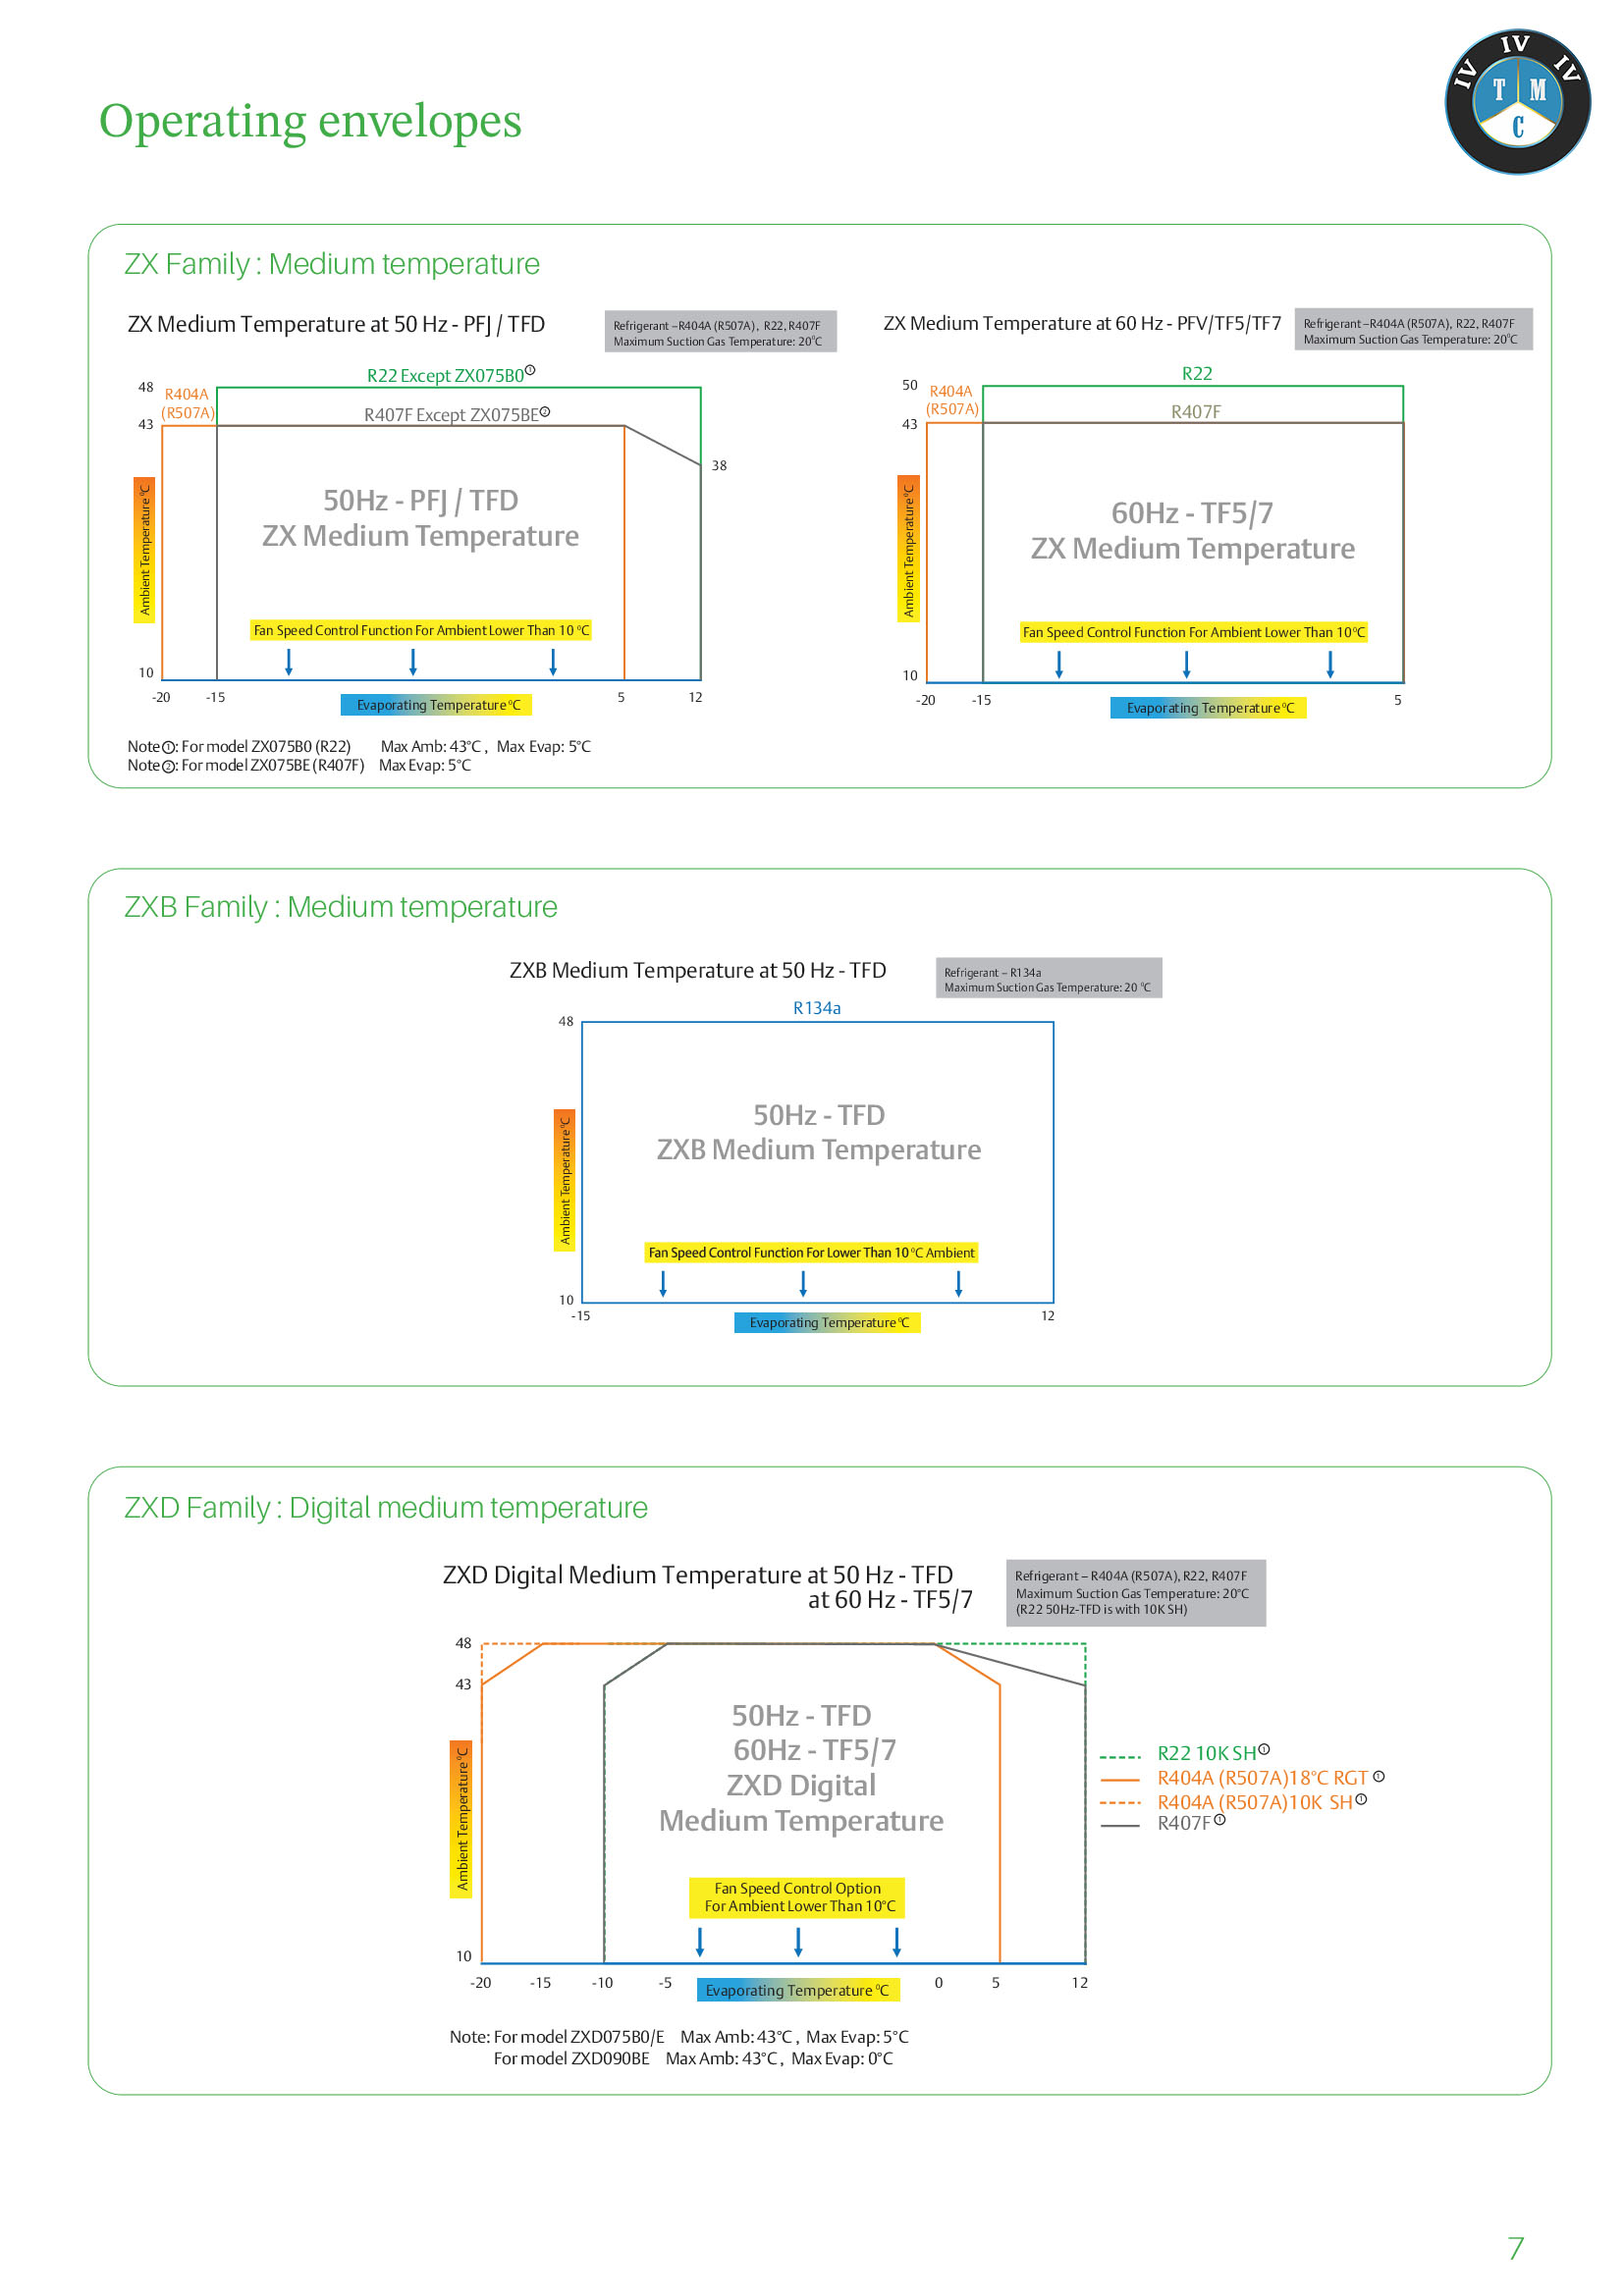 IV IV IV
T M
C
Operating envelopes
ZX Family : Medium temperature
ZX Medium Temperature at 50 Hz - PFJ / TFD
Refrigerant –R404A (R507A) , R22, R407F
Maximum Suction Gas Temperature: 20°C
R22 Except ZX075B0①
48
R404A
(R507A)
R407F Except ZX075BE②
43
38
50Hz - PFJ / TFD
ZX Medium Temperature
Ambient Temperature °C
Fan Speed Control Function For Ambient Lower Than 10 °C
10
-20 -15 5 12
Evaporating Temperature °C
Note①: For model ZX075B0 (R22) Max Amb: 43°C , Max Evap: 5°C
Note②: For model ZX075BE (R407F) Max Evap: 5°C
ZX Medium Temperature at 60 Hz - PFV/TF5/TF7
Refrigerant –R404A (R507A), R22, R407F
Maximum Suction Gas Temperature: 20°C
R22
50
R404A
(R507A)
R407F
43
60Hz - TF5/7
ZX Medium Temperature
Ambient Temperature °C
Fan Speed Control Function For Ambient Lower Than 10°C
10
-20 -15 5
Evaporating Temperature °C
ZXB Family : Medium temperature
ZXB Medium Temperature at 50 Hz - TFD
Refrigerant – R134a
Maximum Suction Gas Temperature: 20 °C
R134a
48
50Hz - TFD
ZXB Medium Temperature
Ambient Temperature °C
Fan Speed Control Function For Lower Than 10 °C Ambient
10
-15 12
Evaporating Temperature °C
ZXD Family : Digital medium temperature
ZXD Digital Medium Temperature at 50 Hz - TFD
at 60 Hz - TF5/7
Refrigerant – R404A (R507A), R22, R407F
Maximum Suction Gas Temperature: 20°C
(R22 50Hz-TFD is with 10K SH)
48
43
50Hz - TFD
60Hz - TF5/7
ZXD Digital
Medium Temperature
Ambient Temperature °C
R22 10K SH①
R404A (R507A)18°C RGT ①
R404A (R507A)10K SH①
R407F①
Fan Speed Control Option
For Ambient Lower Than 10°C
10
-20 -15 -10 -5 0 5 12
Evaporating Temperature °C
Note: For model ZXD075B0/E Max Amb: 43°C , Max Evap: 5°C
For model ZXD090BE Max Amb: 43°C , Max Evap: 0°C
7